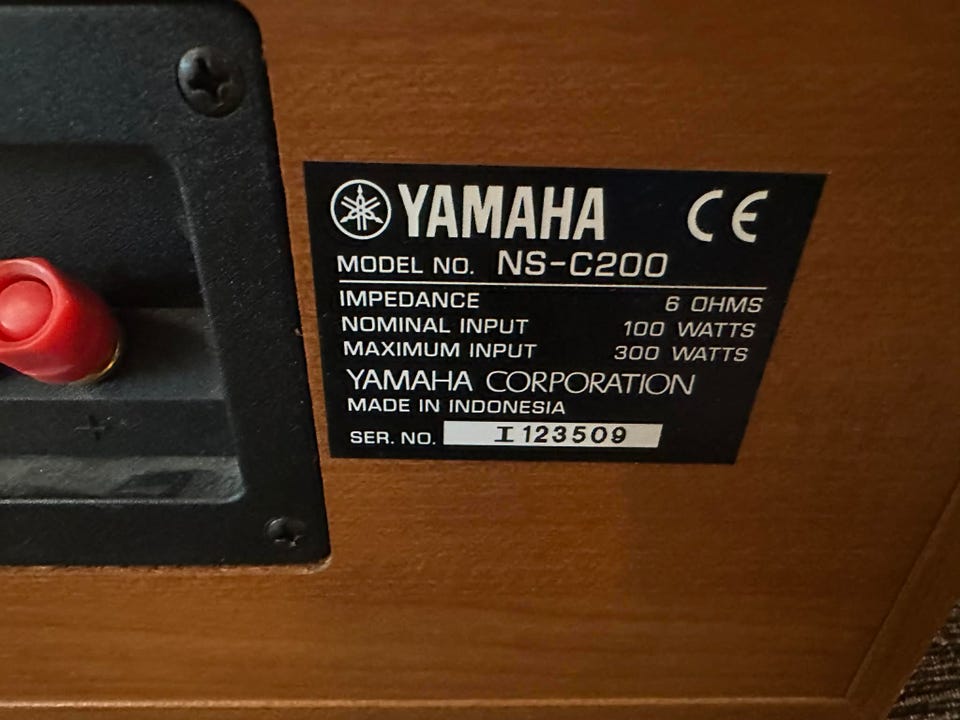 YAMAHA CE
MODEL NO. NS-C200
IMPEDANCE 6 OHMS
NOMINAL INPUT 100 WATTS
MAXIMUM INPUT 300 WATTS
YAMAHA CORPORATION
MADE IN INDONESIA
SER. NO. I 123509
+